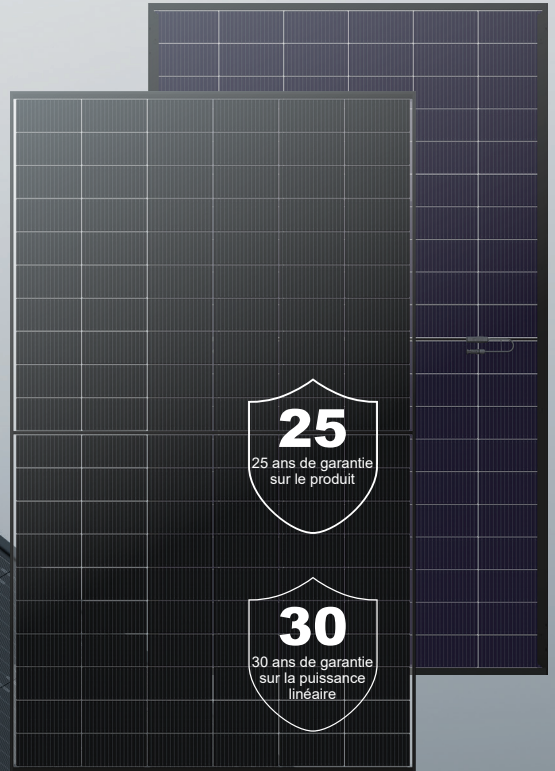 25
25 ans de garantie
sur le produit
30
30 ans de garantie
sur la puissance
linéaire